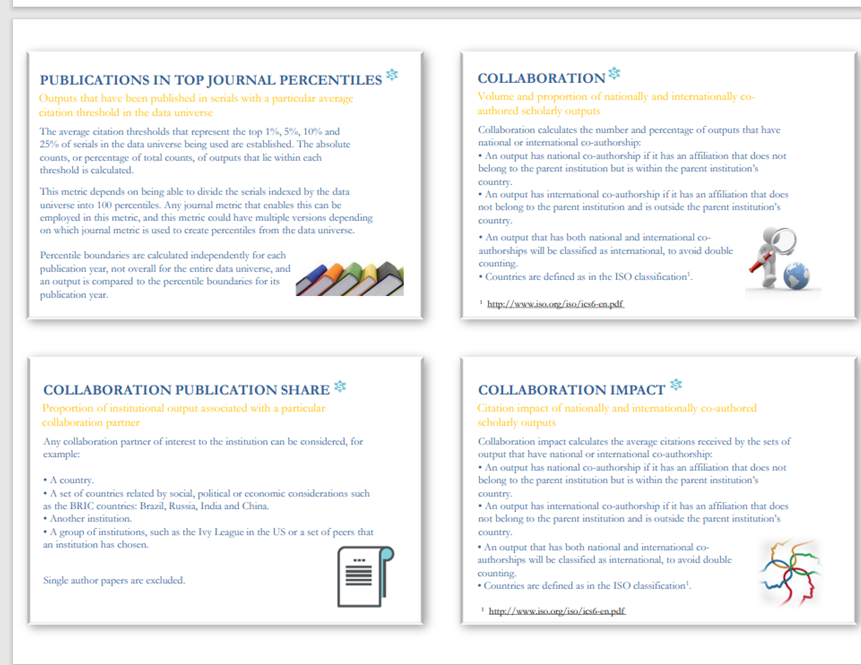 PUBLICATIONS IN TOP JOURNAL PERCENTILES
Outputs that have been published in serials with a particular average
citation threshold in the data universe
The average citation thresholds that represent the top 1%, 5%, 10% and
25% of serials in the data universe being used are established. The absolute
counts, or percentage of total counts, of outputs that lie within each
threshold is calculated.
This metric depends on being able to divide the serials indexed by the data
universe into 100 percentiles. Any journal metric that enables this can be
employed in this metric, and this metric could have multiple versions depending
on which journal metric is used to create percentiles from the data universe.
Percentile boundaries are calculated independently for each
publication year, not overall for the entire data universe, and
an output is compared to the percentile boundaries for its
publication year.
COLLABORATION
Volume and proportion of nationally and internationally co-
authored scholarly outputs
Collaboration calculates the number and percentage of outputs that have
national or international co-authorship:
• An output has national co-authorship if it has an affiliation that does not
belong to the parent institution but is within the parent institution's
country.
• An output has international co-authorship if it has an affiliation that does
not belong to the parent institution and is outside the parent institution's
country.
• An output that has both national and international co-
authorships will be classified as international, to avoid double
counting.
• Countries are defined as in the ISO classification¹.
¹ http://www.iso.org/iso/ics6-en.pdf
COLLABORATION PUBLICATION SHARE
Proportion of institutional output associated with a particular
collaboration partner
Any collaboration partner of interest to the institution can be considered, for
example:
• A country.
• A set of countries related by social, political or economic considerations such
as the BRIC countries: Brazil, Russia, India and China.
• Another institution.
• A group of institutions, such as the Ivy League in the US or a set of peers that
an institution has chosen.
Single author papers are excluded.
COLLABORATION IMPACT
Citation impact of nationally and internationally co-authored
scholarly outputs
Collaboration impact calculates the average citations received by the sets of
output that have national or international co-authorship:
• An output has national co-authorship if it has an affiliation that does not
belong to the parent institution but is within the parent institution's
country.
• An output has international co-authorship if it has an affiliation that does
not belong to the parent institution and is outside the parent institution's
country.
• An output that has both national and international co-
authorships will be classified as international, to avoid double
counting.
• Countries are defined as in the ISO classification¹.
¹ http://www.iso.org/iso/ics6-en.pdf